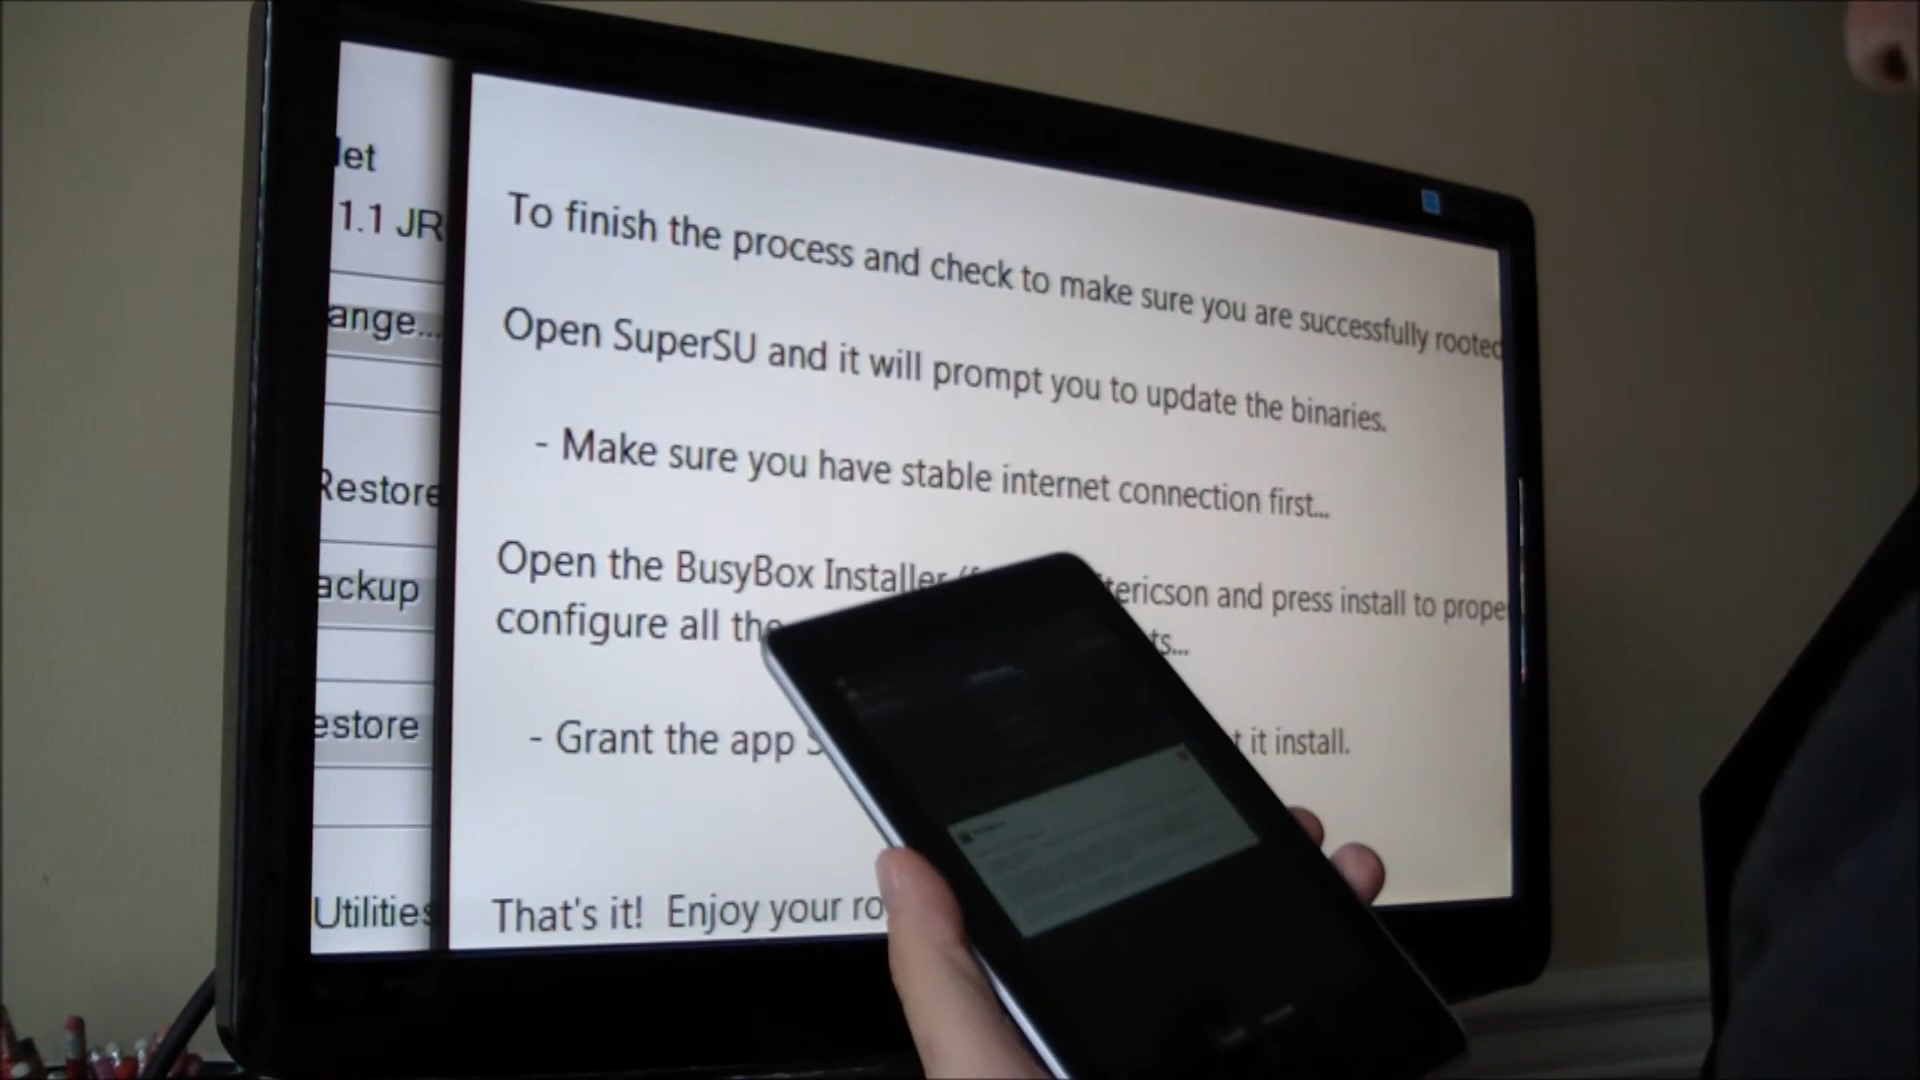 let
1.1 JR
ange...
Restore
ackup
estore
Utilities
To finish the process and check to make sure you are successfully rooted
Open SuperSU and it will prompt you to update the binaries.
- Make sure you have stable internet connection first...
Open the BusyBox Installer tericson and press install to prope
configure all the ts...
- Grant the app S t it install.
That's it! Enjoy your ro